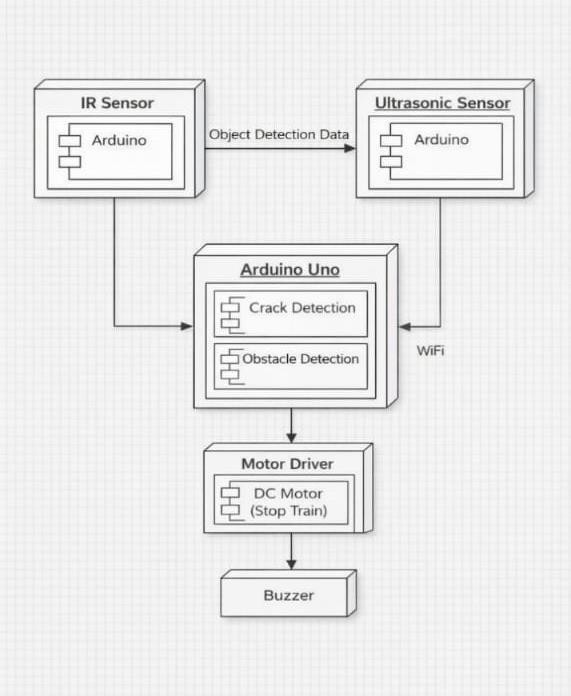 IR Sensor
Arduino
Object Detection Data
Ultrasonic Sensor
Arduino
Arduino Uno
Crack Detection
Obstacle Detection
WiFi
Motor Driver
DC Motor
(Stop Train)
Buzzer